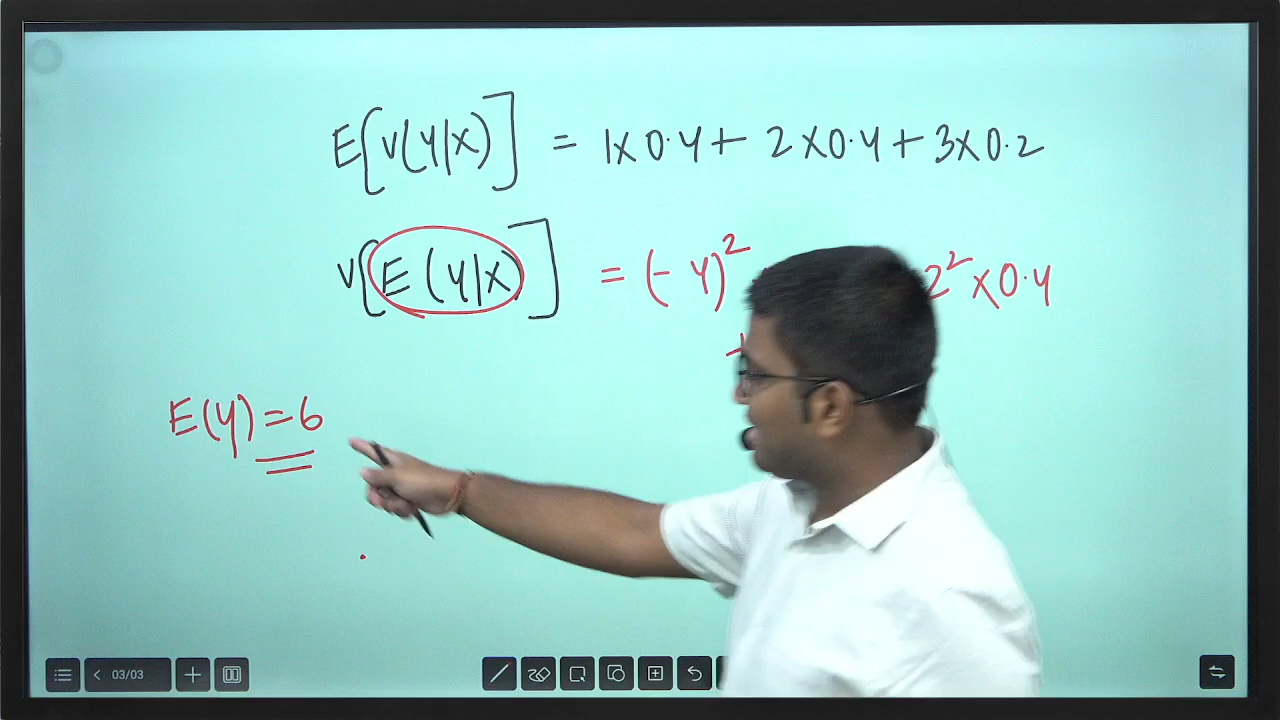 E[V(Y|X)] = 1×0.4+ 2×0.4+3×0.2
V[E(Y|X)] = (-4)² 2²×0.4
+
E(Y)=6
03/03